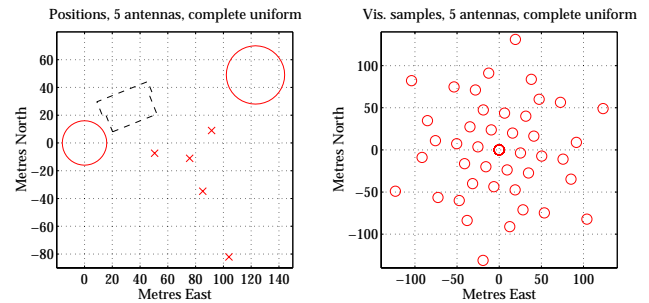 Positions, 5 antennas, complete uniform
Metres North
60
40
20
0
−20
−40
−60
−80
0 20 40 60 80 100 120 140
Metres East
Vis. samples, 5 antennas, complete uniform
Metres North
100
50
0
−50
−100
−100 −50 0 50 100
Metres East